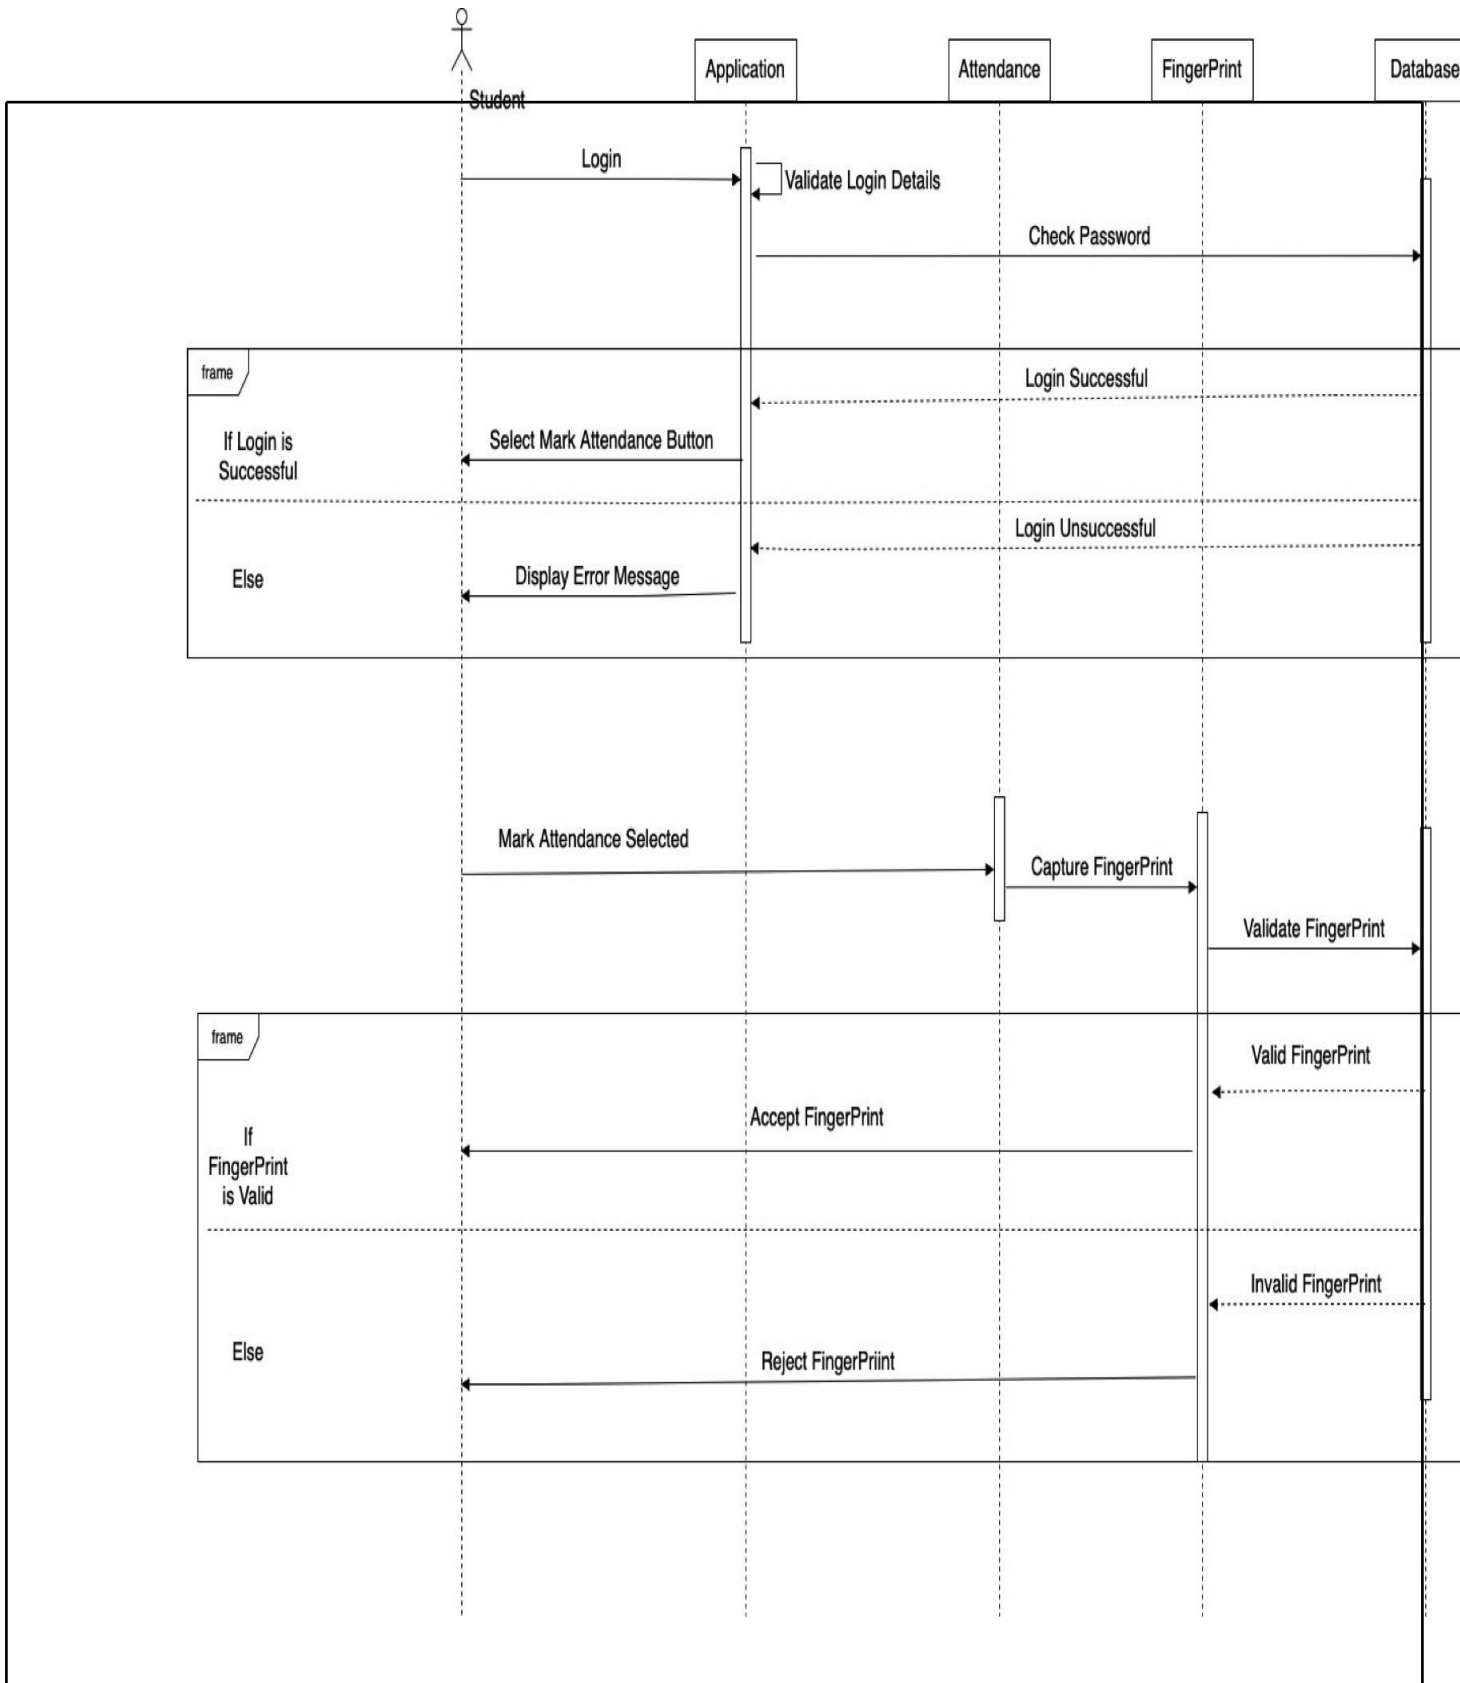 Application
Attendance
FingerPrint
Database
Student
Login
Validate Login Details
Check Password
frame
Login Successful
If Login is
Successful
Select Mark Attendance Button
Login Unsuccessful
Else
Display Error Message
Mark Attendance Selected
Capture FingerPrint
Validate FingerPrint
frame
Valid FingerPrint
Accept FingerPrint
If
FingerPrint
is Valid
Invalid FingerPrint
Else
Reject FingerPriint